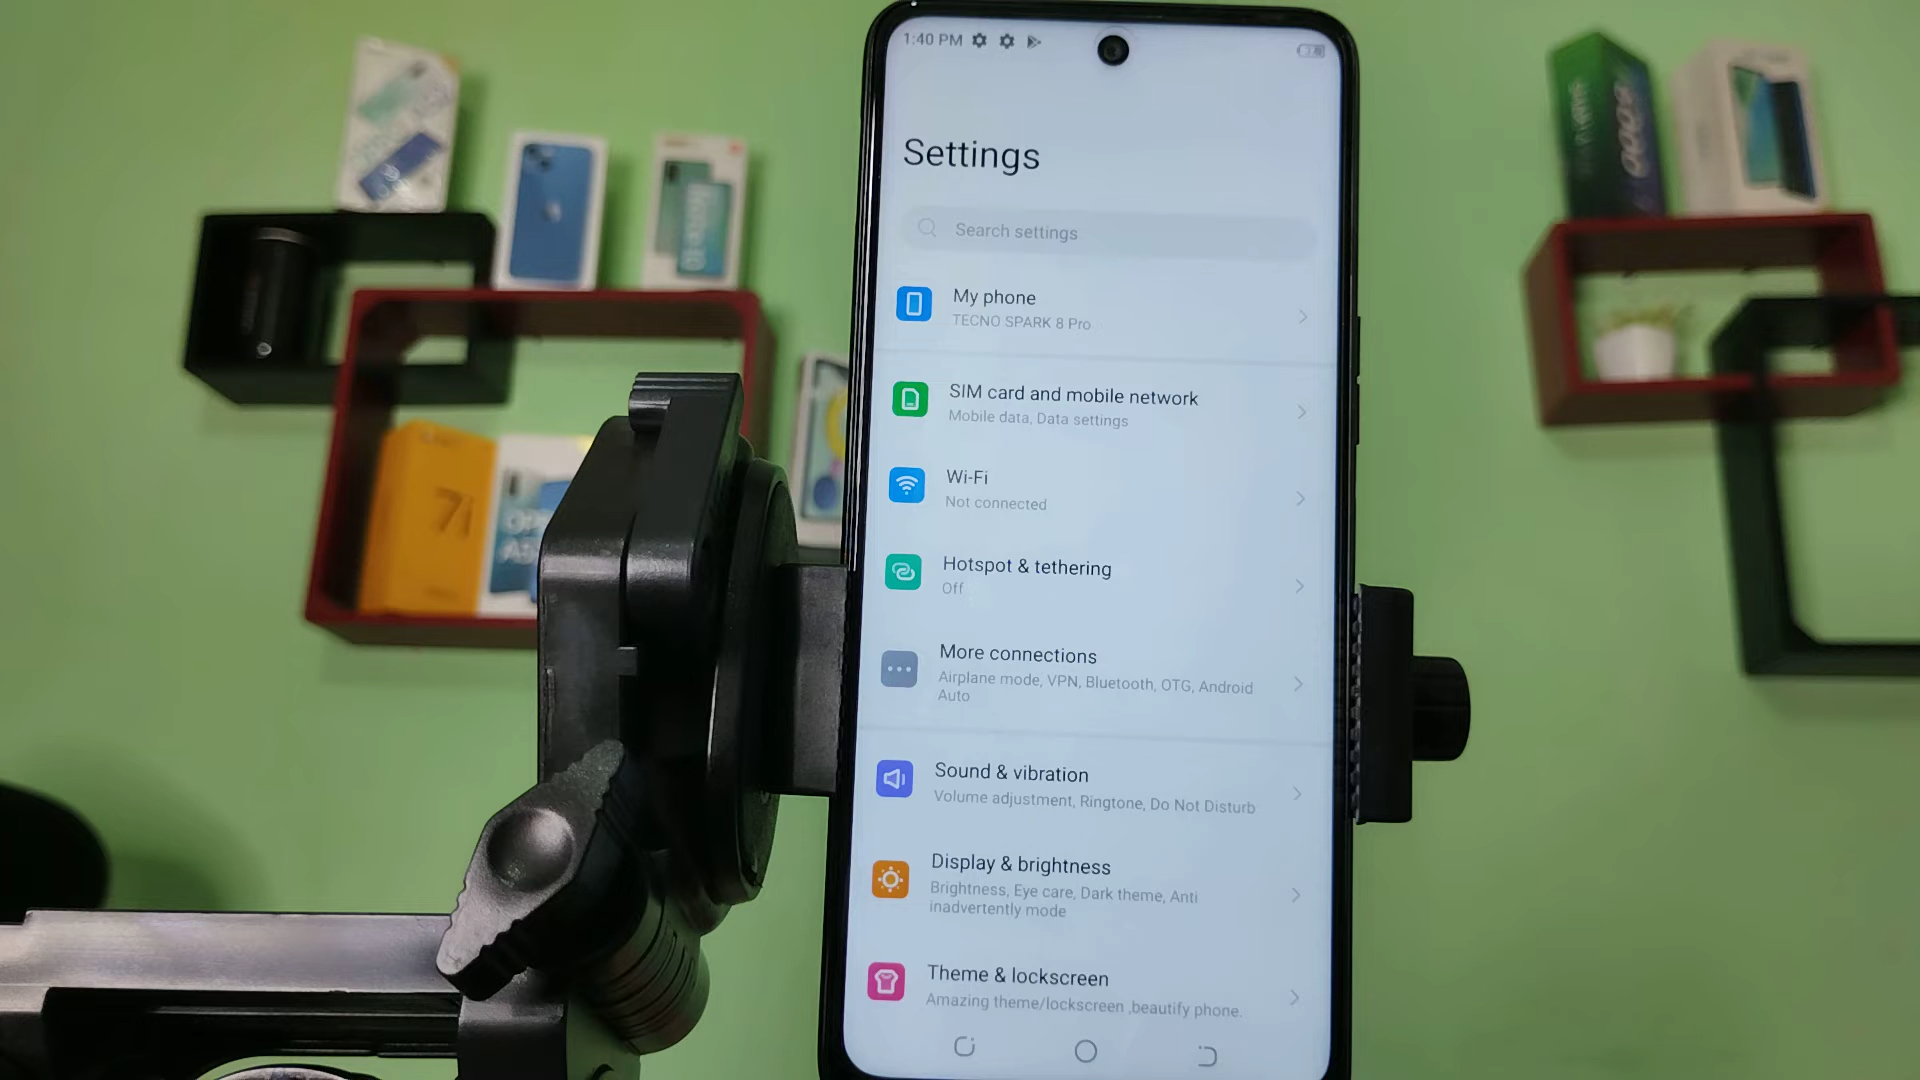 1:40 PM
Settings
Search settings
My phone
TECNO SPARK 8 Pro
SIM card and mobile network
Mobile data, Data settings
Wi-Fi
Not connected
Hotspot & tethering
Off
More connections
Airplane mode, VPN, Bluetooth, OTG, Android
Auto
Sound & vibration
Volume adjustment, Ringtone, Do Not Disturb
Display & brightness
Brightness, Eye care, Dark theme, Anti
inadvertently mode
Theme & lockscreen
Amazing theme/lockscreen ,beautify phone.
7i